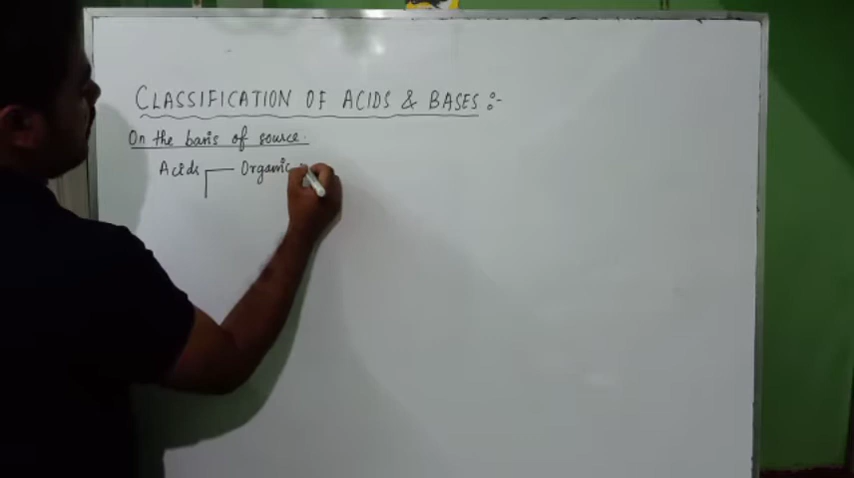 CLASSIFICATION OF ACIDS & BASES :-
On the basis of source.
Acids Organic